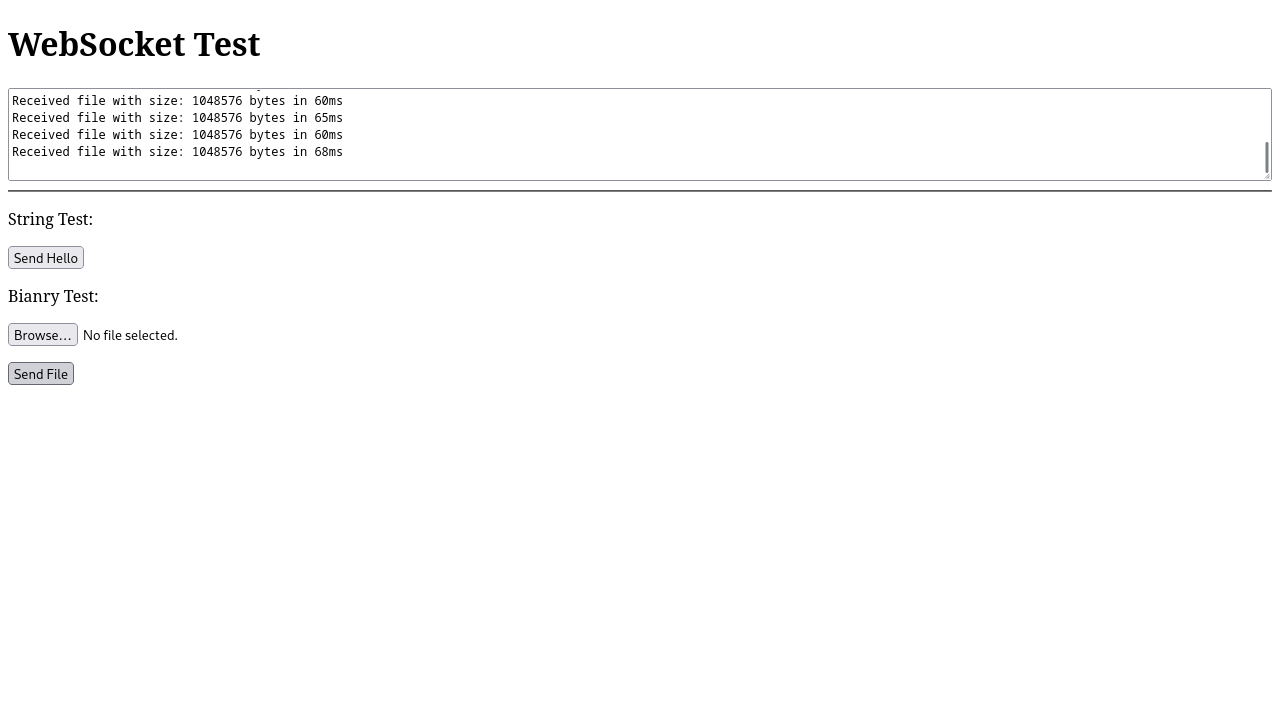 WebSocket Test
Received file with size: 1048576 bytes in 60ms
Received file with size: 1048576 bytes in 65ms
Received file with size: 1048576 bytes in 60ms
Received file with size: 1048576 bytes in 68ms
String Test:
Send Hello
Bianry Test:
Browse... No file selected.
Send File